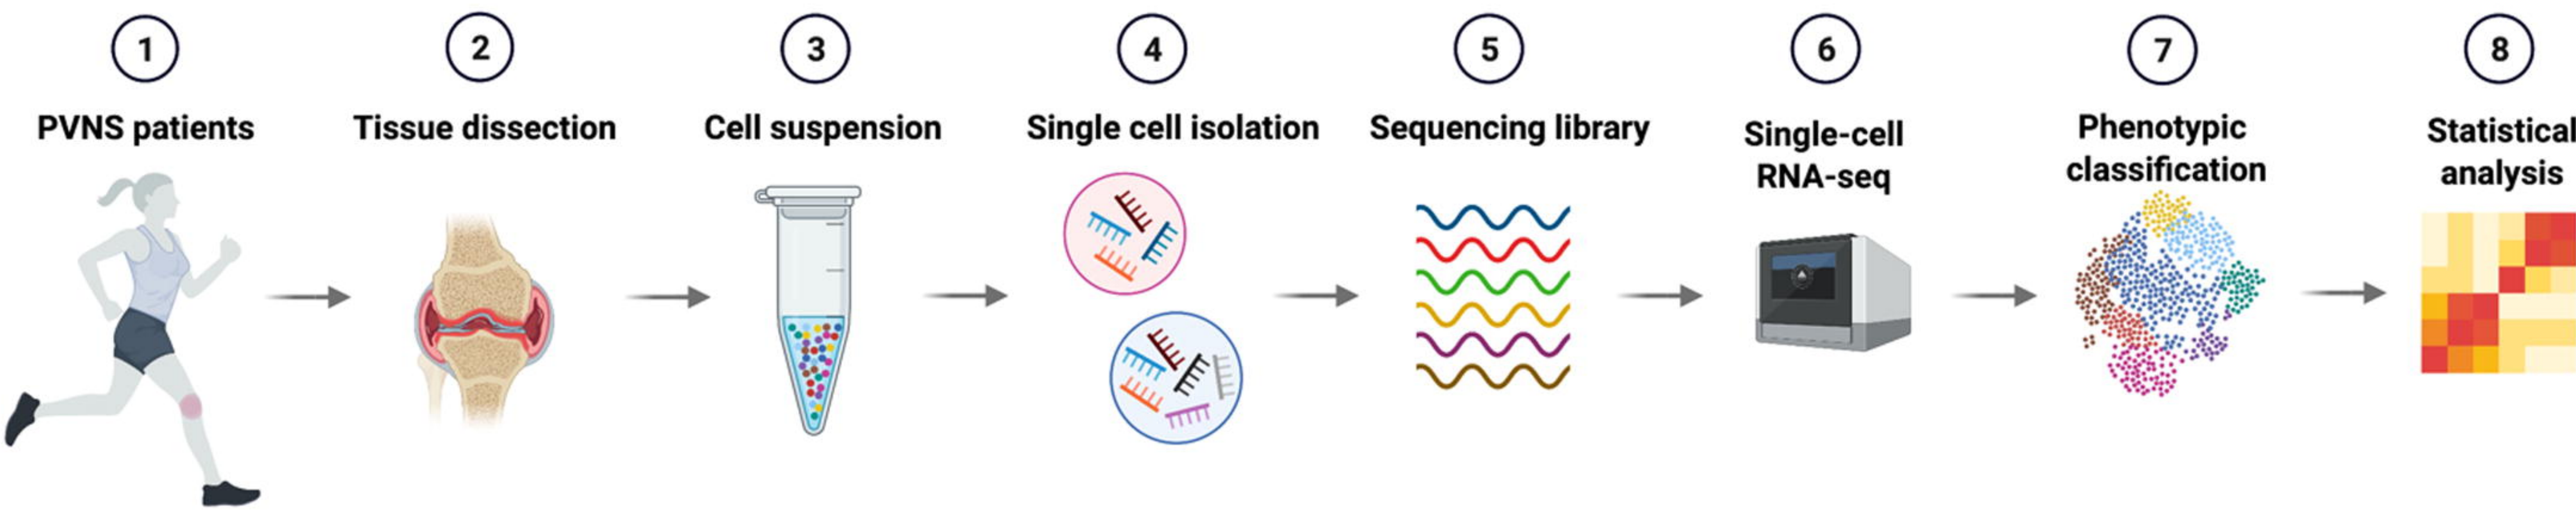 1
PVNS patients
2
Tissue dissection
3
Cell suspension
4
Single cell isolation
5
Sequencing library
6
Single-cell
RNA-seq
7
Phenotypic
classification
8
Statistical
analysis